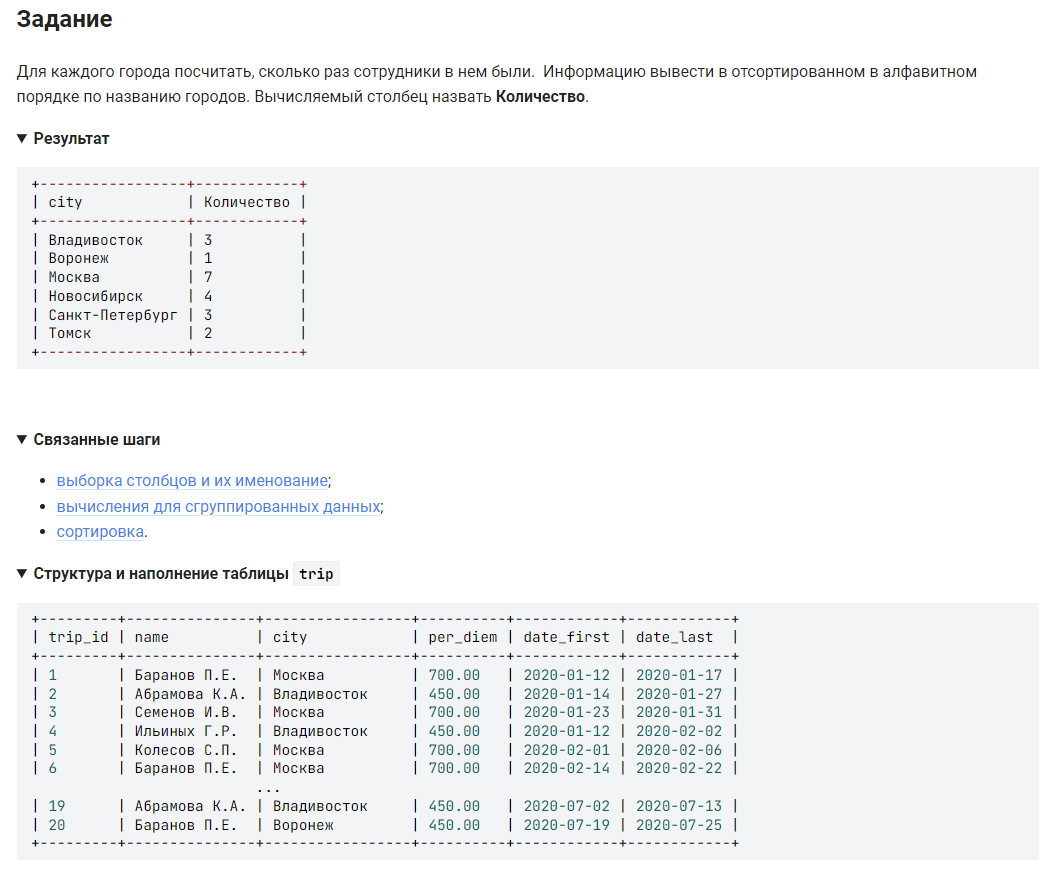 Задание
Для каждого города посчитать, сколько раз сотрудники в нем были.  Информацию вывести в отсортированном в алфавитном
порядке по названию городов. Вычисляемый столбец назвать Количество.
▼ Результат
+-----------------+------------+
| city            | Количество |
+-----------------+------------+
| Владивосток     | 3          |
| Воронеж         | 1          |
| Москва          | 7          |
| Новосибирск     | 4          |
| Санкт-Петербург | 3          |
| Томск           | 2          |
+-----------------+------------+
▼ Связанные шаги
• выборка столбцов и их именование;
• вычисления для сгруппированных данных;
• сортировка.
▼ Структура и наполнение таблицы trip
+---------+---------------+-----------------+----------+------------+------------+
| trip_id | name          | city            | per_diem | date_first | date_last  |
+---------+---------------+-----------------+----------+------------+------------+
| 1       | Баранов П.Е.  | Москва          | 700.00   | 2020-01-12 | 2020-01-17 |
| 2       | Абрамова К.А. | Владивосток     | 450.00   | 2020-01-14 | 2020-01-27 |
| 3       | Семенов И.В.  | Москва          | 700.00   | 2020-01-23 | 2020-01-31 |
| 4       | Ильиных Г.Р.  | Владивосток     | 450.00   | 2020-01-12 | 2020-02-02 |
| 5       | Колесов С.П.  | Москва          | 700.00   | 2020-02-01 | 2020-02-06 |
| 6       | Баранов П.Е.  | Москва          | 700.00   | 2020-02-14 | 2020-02-22 |
...
| 19      | Абрамова К.А. | Владивосток     | 450.00   | 2020-07-02 | 2020-07-13 |
| 20      | Баранов П.Е.  | Воронеж         | 450.00   | 2020-07-19 | 2020-07-25 |
+---------+---------------+-----------------+----------+------------+------------+